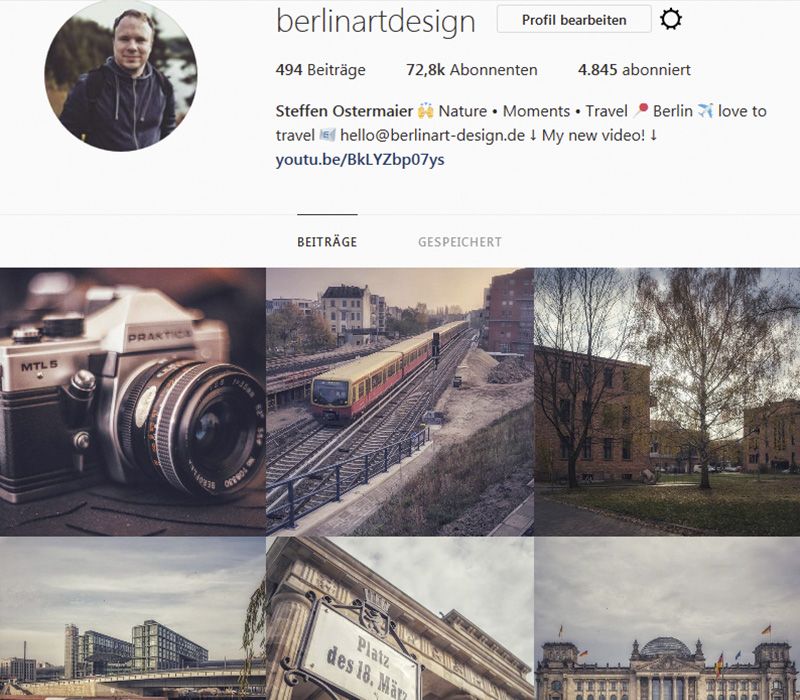 berlinartdesign Profil bearbeiten
494 Beiträge 72,8k Abonnenten 4.845 abonniert
Steffen Ostermaier 🙌 Nature • Moments • Travel 📍 Berlin ✈️ love to
travel 📧 hello@berlinart-design.de ↓ My new video! ↓
youtu.be/BkLYZbp07ys
BEITRÄGE GESPEICHERT
PRAKTICA
MTL 5
Platz
des 18. März